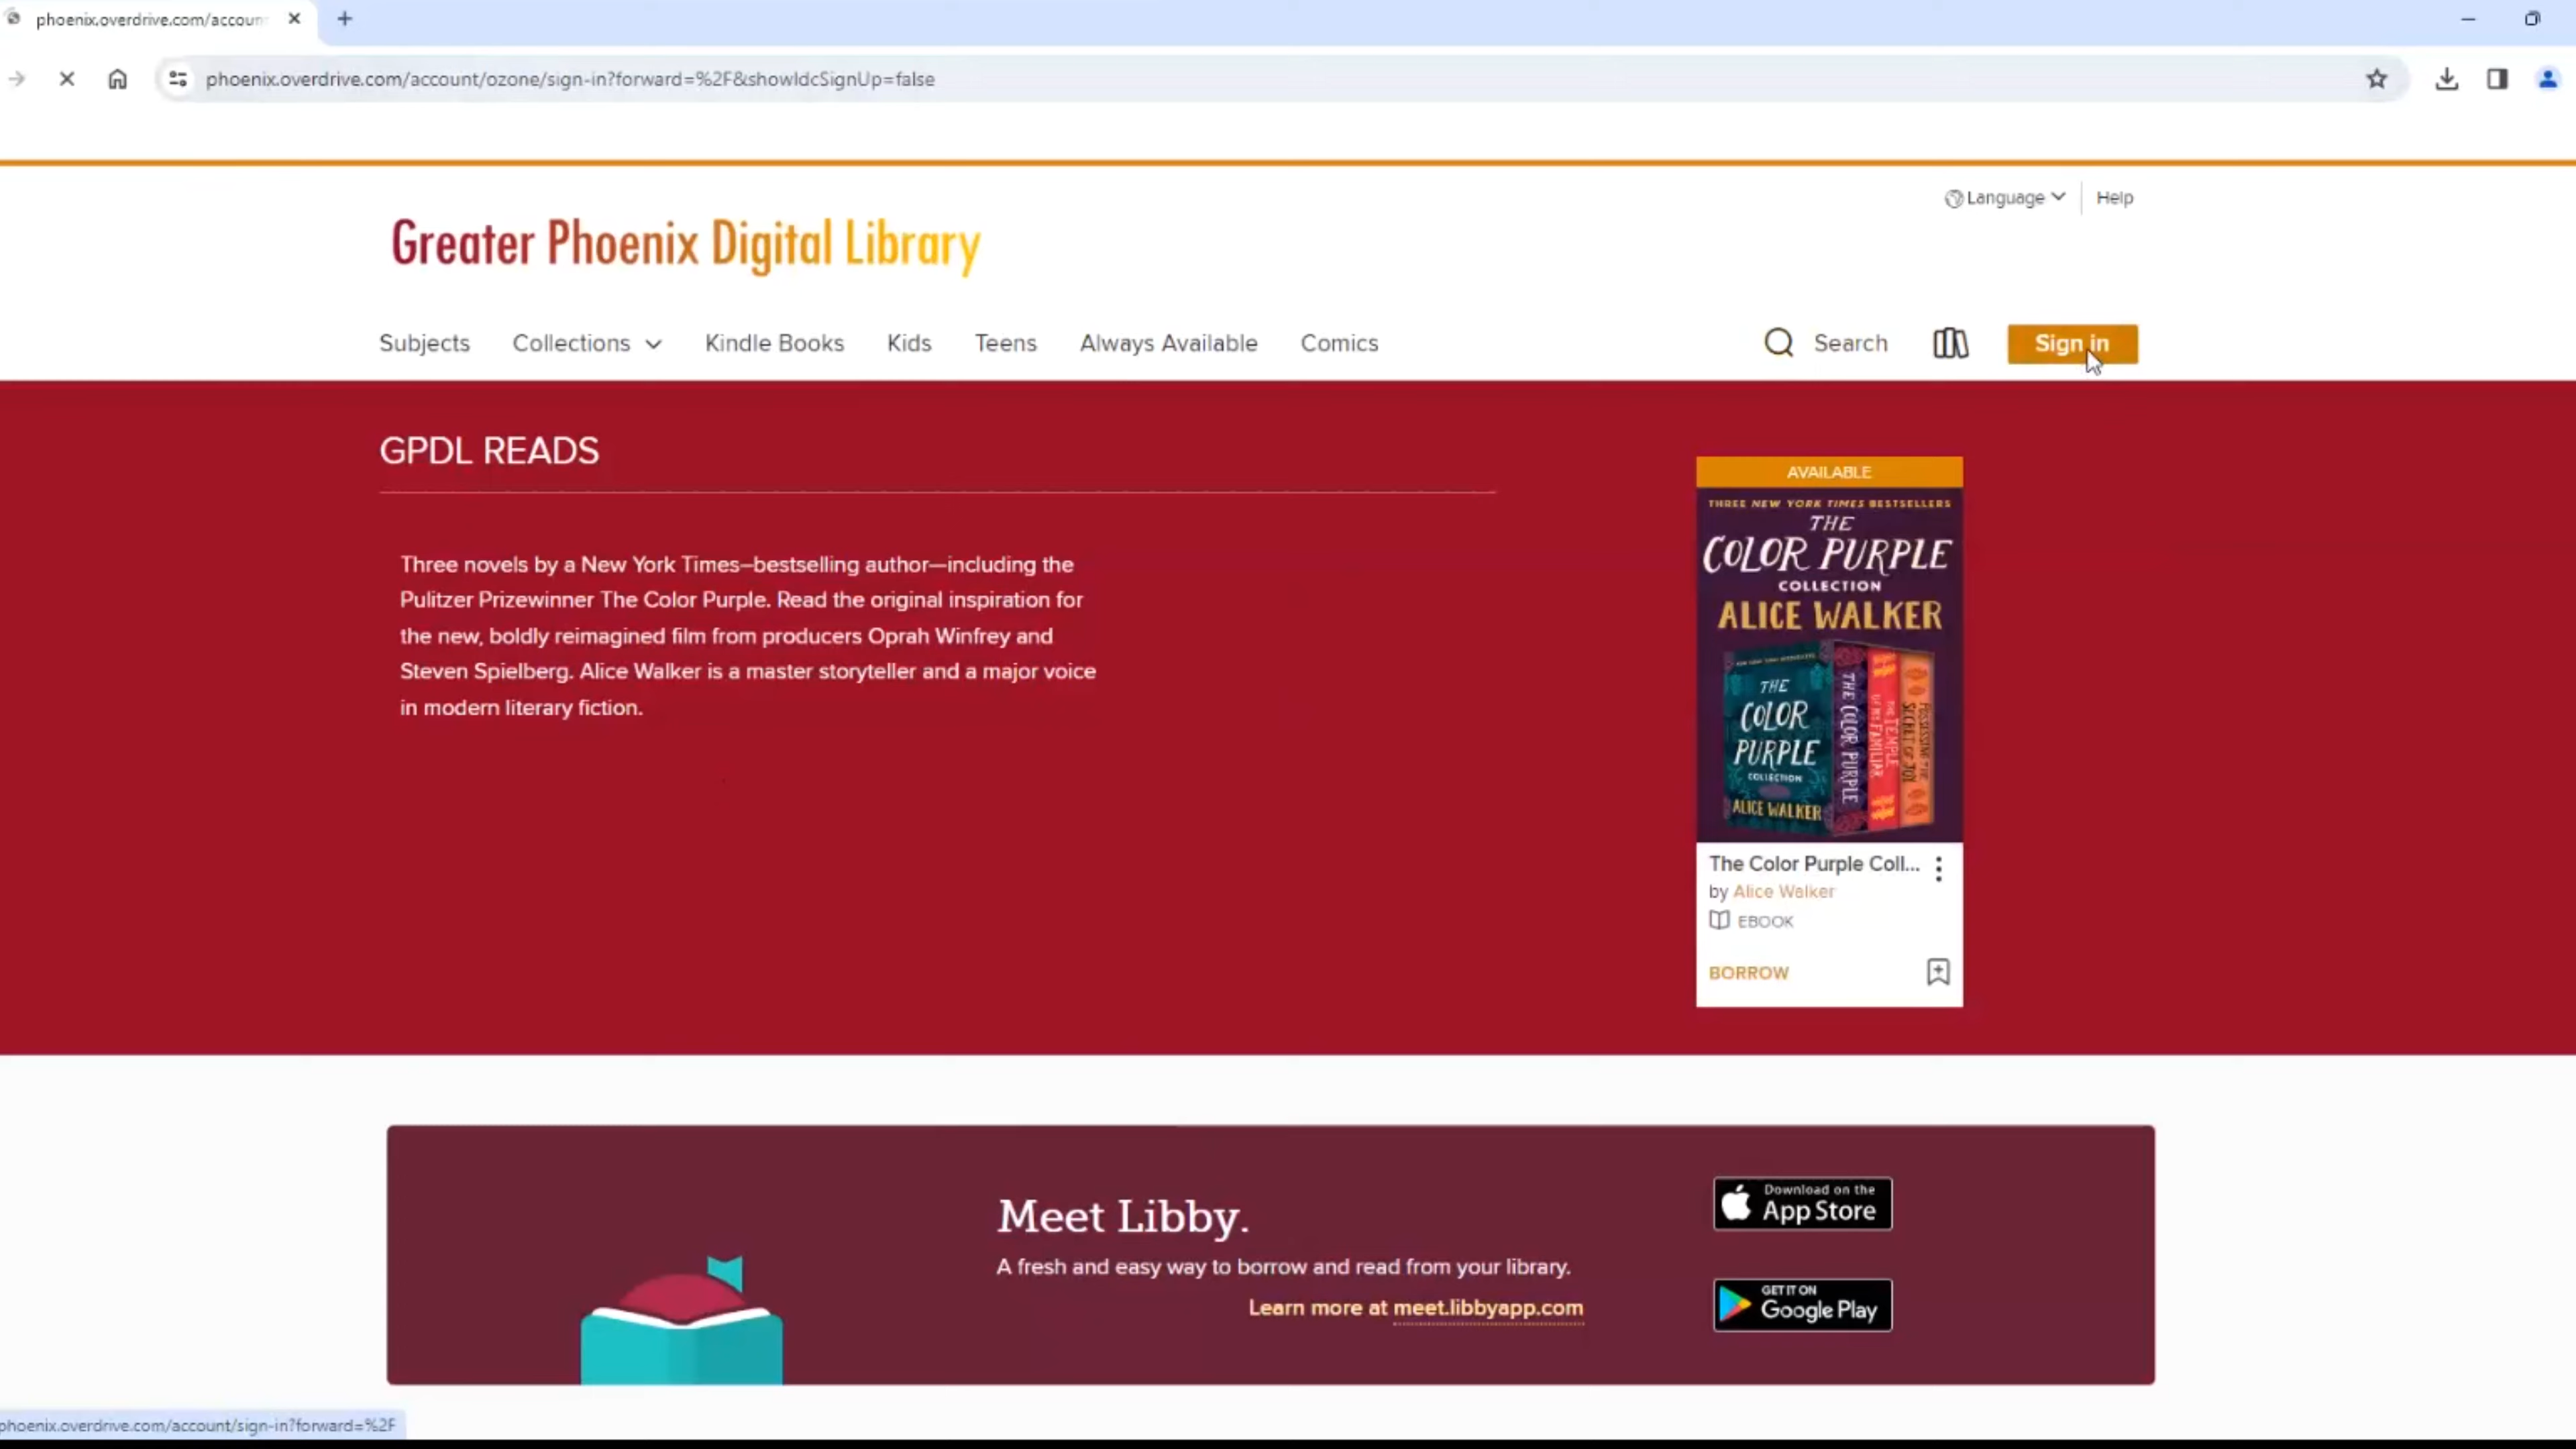 phoenix.overdrive.com/accoun
phoenix.overdrive.com/account/ozone/sign-in?forward=%2F&showIdcSignUp=false
Language
Help
Greater Phoenix Digital Library
Subjects
Collections
Kindle Books
Kids
Teens
Always Available
Comics
Search
Sign in
GPDL READS
Three novels by a New York Times–bestselling author—including the
Pulitzer Prizewinner The Color Purple. Read the original inspiration for
the new, boldly reimagined film from producers Oprah Winfrey and
Steven Spielberg. Alice Walker is a master storyteller and a major voice
in modern literary fiction.
AVAILABLE
THREE NEW YORK TIMES BESTSELLERS
THE
COLOR PURPLE
COLLECTION
ALICE WALKER
THE
COLOR
PURPLE
COLLECTION
ALICE WALKER
THE COLOR PURPLE
THE TEMPLE
OF MY FAMILIAR
POSSESSING THE
SECRET OF JOY
The Color Purple Coll...
by Alice Walker
EBOOK
BORROW
Meet Libby.
A fresh and easy way to borrow and read from your library.
Learn more at meet.libbyapp.com
Download on the
App Store
GET IT ON
Google Play
phoenix.overdrive.com/account/sign-in?forward=%2F